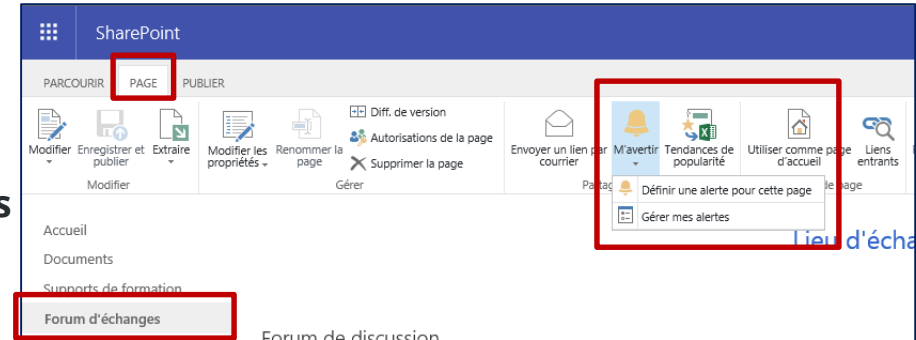 SharePoint
PARCOURIR PAGE PUBLIER
Diff. de version
Autorisations de la page
Supprimer la page
Modifier Enregistrer et publier Extraire
Modifier les propriétés Renommer la page
Envoyer un lien par courrier M'avertir Tendances de popularité Utiliser comme page d'accueil Liens entrants
Modifier Gérer
Définir une alerte pour cette page
Gérer mes alertes
s
Accueil
Documents
Supports de formation
Forum d'échanges
Lieu d'écha
Forum de discussion